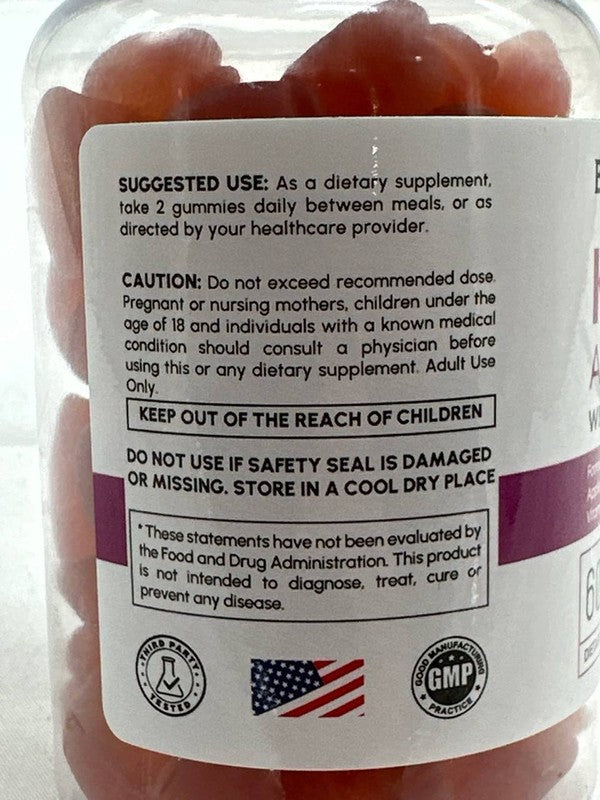 SUGGESTED USE: As a dietary supplement,
take 2 gummies daily between meals, or as
directed by your healthcare provider.
CAUTION: Do not exceed recommended dose.
Pregnant or nursing mothers, children under the
age of 18 and individuals with a known medical
condition should consult a physician before
using this or any dietary supplement. Adult Use
Only.
KEEP OUT OF THE REACH OF CHILDREN
DO NOT USE IF SAFETY SEAL IS DAMAGED
OR MISSING. STORE IN A COOL DRY PLACE
*These statements have not been evaluated by
the Food and Drug Administration. This product
is not intended to diagnose, treat, cure or
prevent any disease.
THIRD PARTY
TESTED
GOOD MANUFACTURING
GMP
PRACTICE